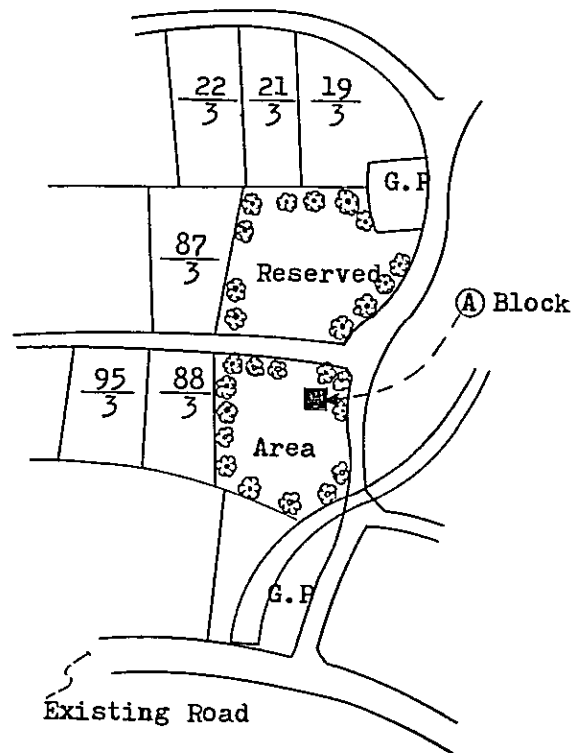 22 21 19
3 3 3
G.P
87
3
Reserved
Ⓐ Block
95 88
3 3
Area
G.P
Existing Road